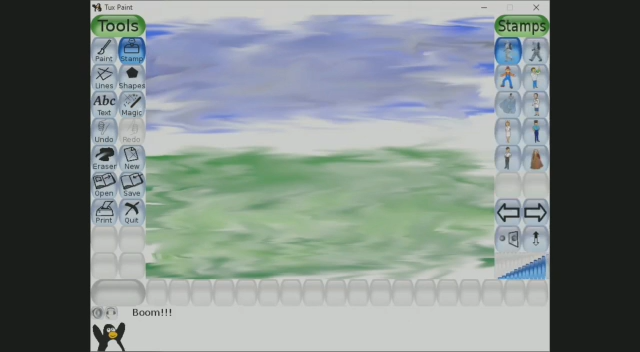 Tux Paint
Tools
Stamps
Paint
Stamp
Lines
Shapes
Abc
Text
Magic
Undo
Redo
Eraser
New
Open
Save
Print
Quit
Boom!!!